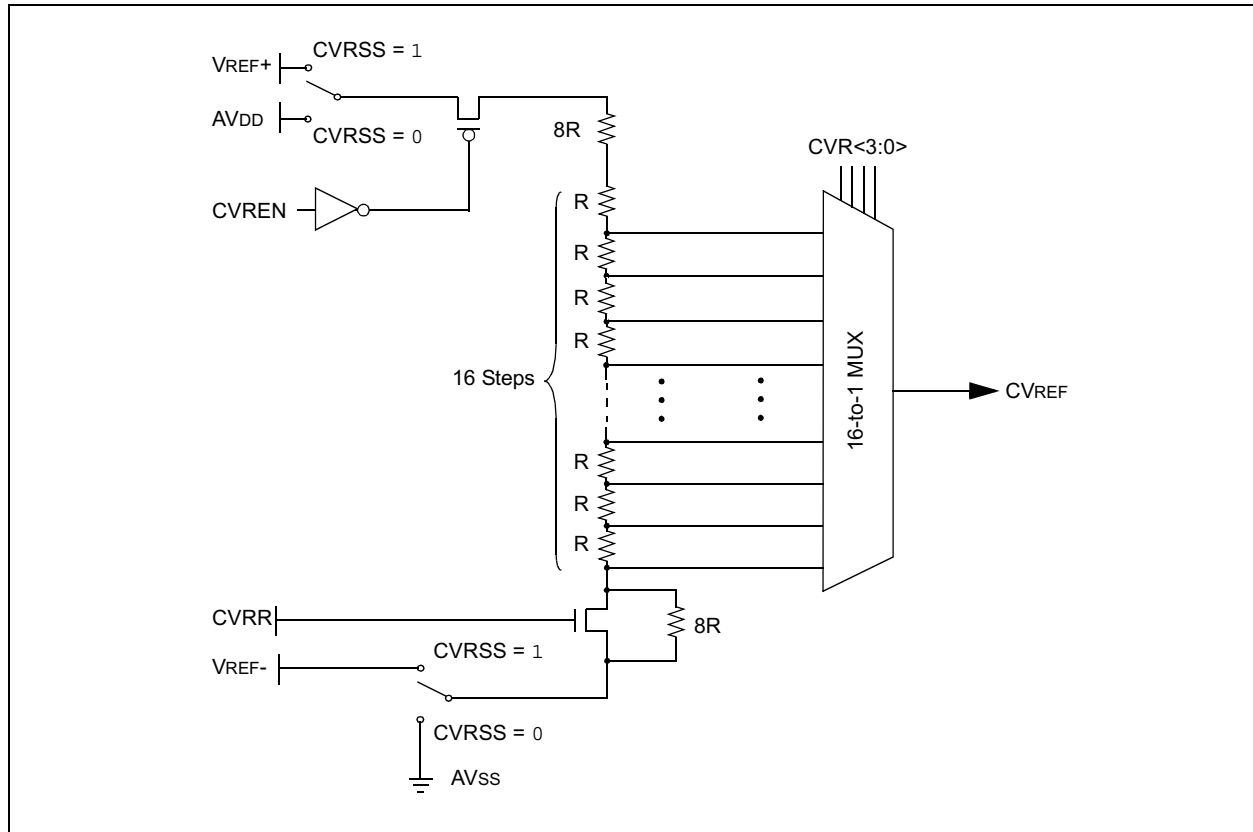 CVRSS = 1
VREF+
AVDD
CVRSS = 0
8R
CVR<3:0>
CVREN
R
R
R
R
16 Steps
16-to-1 MUX
CVREF
R
R
R
CVRR
8R
CVRSS = 1
VREF-
CVRSS = 0
AVSS